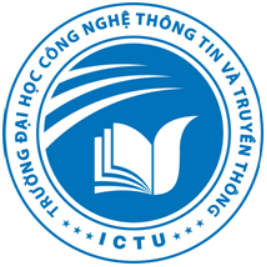 TRƯỜNG ĐẠI HỌC CÔNG NGHỆ THÔNG TIN VÀ TRUYỀN THÔNG
ICTU